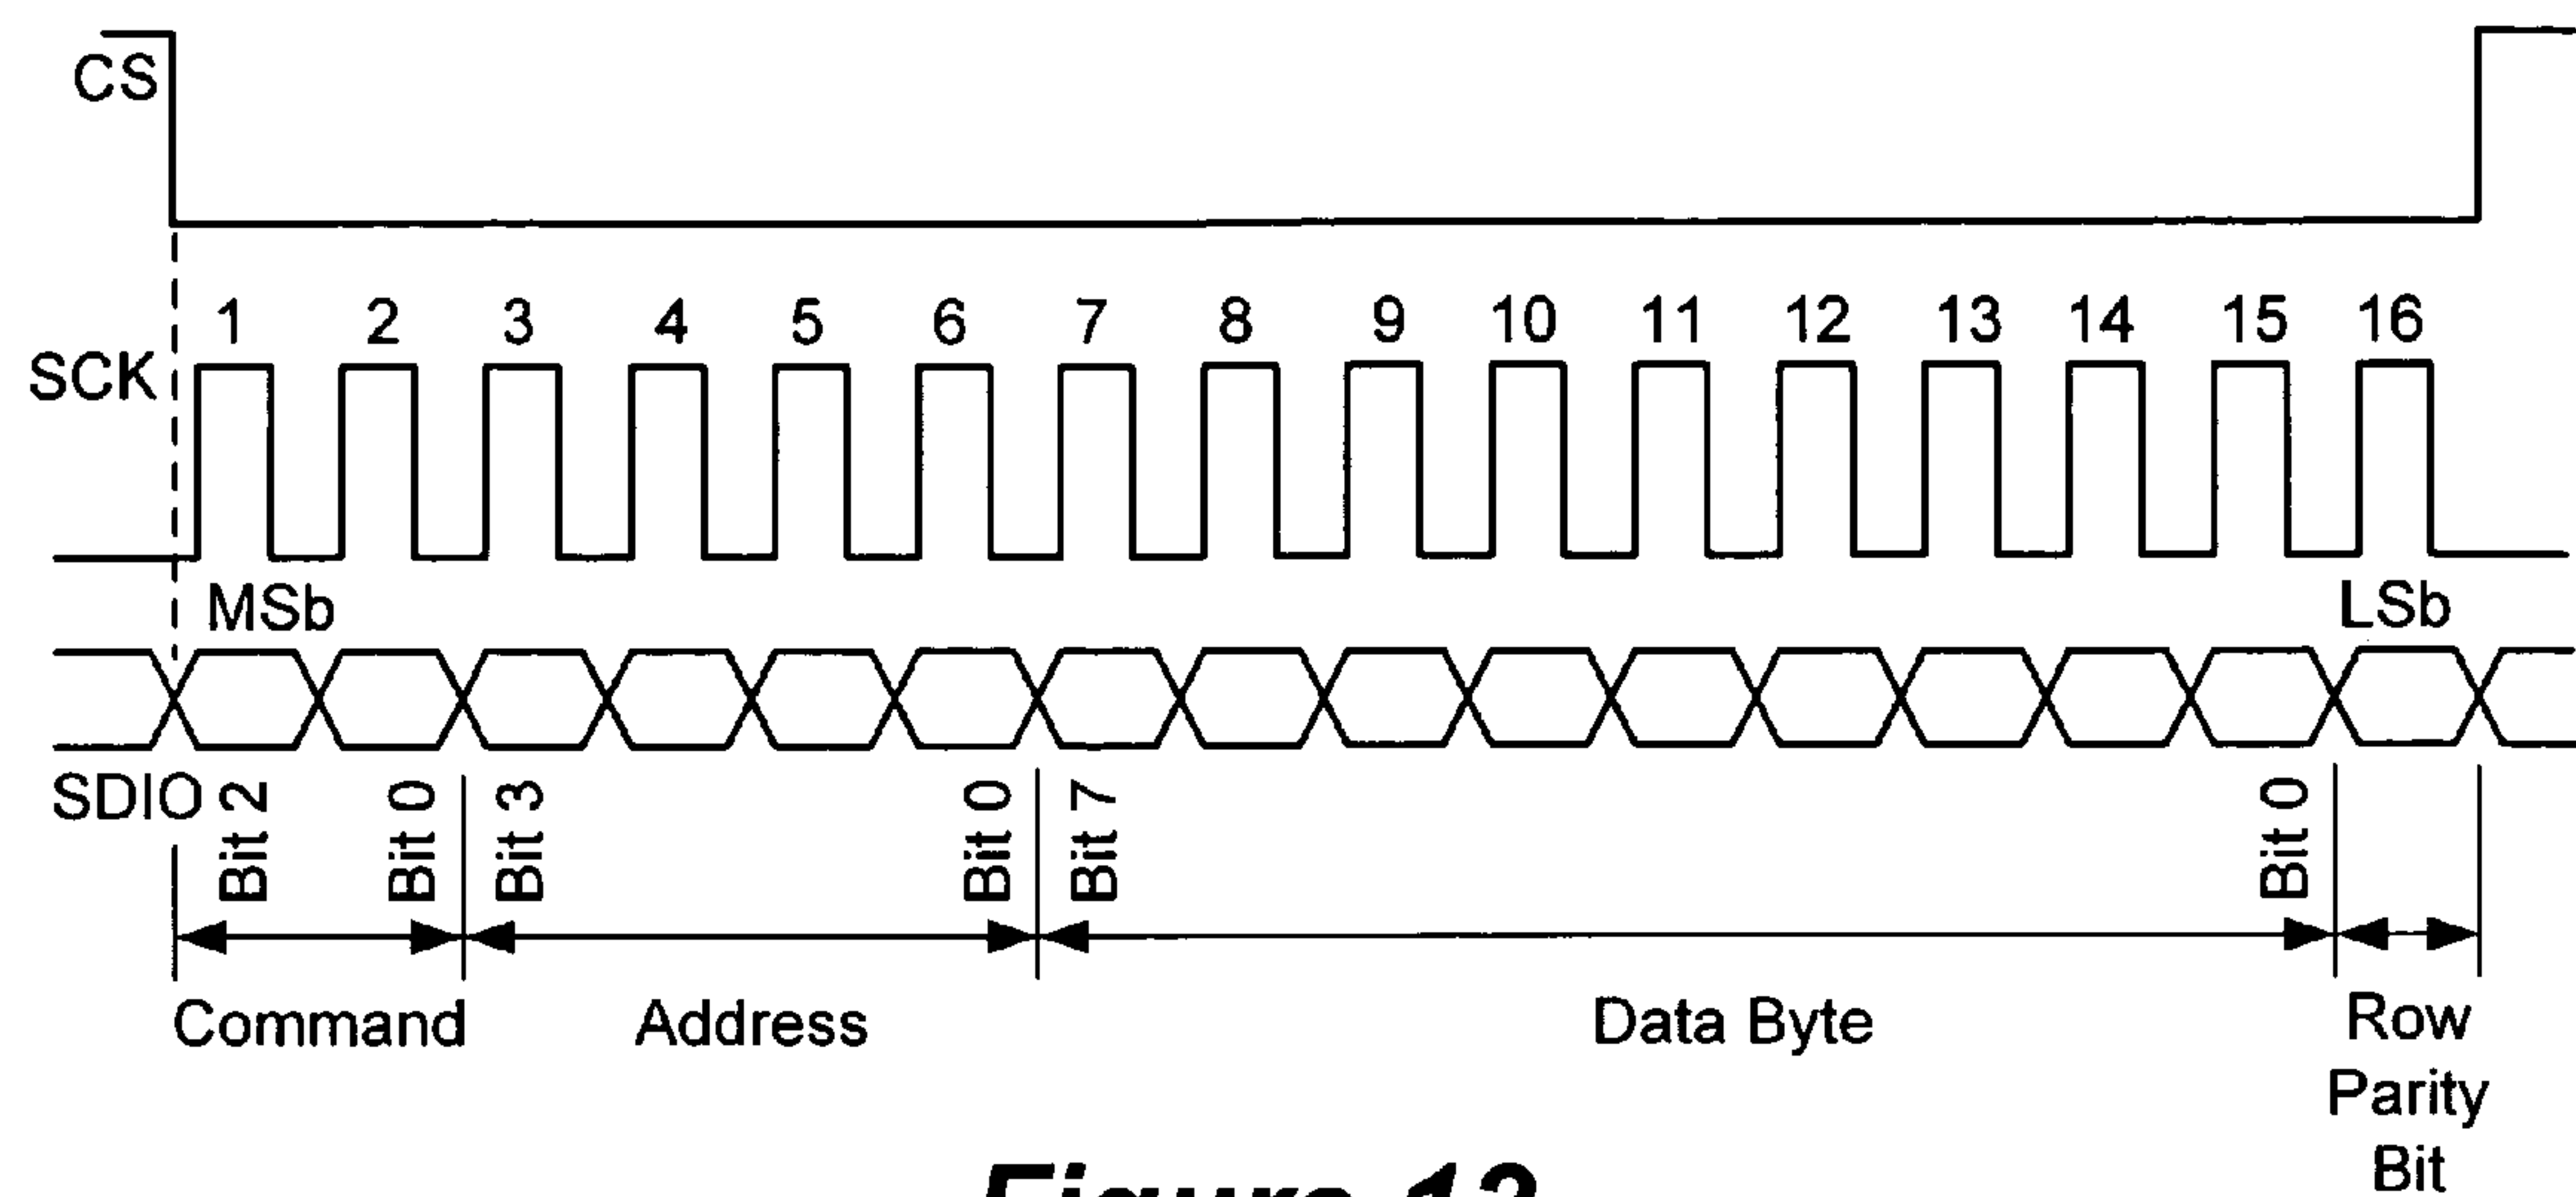 CS
1 2 3 4 5 6 7 8 9 10 11 12 13 14 15 16
SCK
MSb LSb
SDIO Bit 2 Bit 0 Bit 3 Bit 0 Bit 7 Bit 0
Command Address Data Byte Row
Parity
Bit
Figure 13